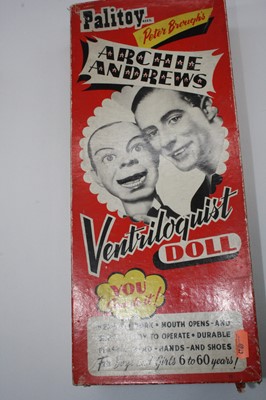 Palitoy
Peter Brough's
ARCHIE
ANDREWS
Ventriloquist
DOLL
YOU
MOUTH OPENS-AND
TO OPERATE • DURABLE
HANDS-AND SHOES
Girls 6 to 60 years!